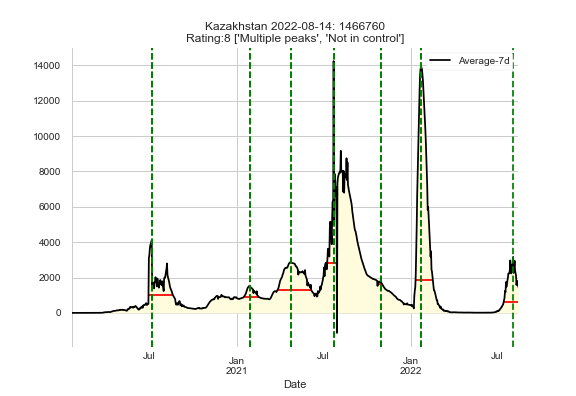 Kazakhstan 2022-08-14: 1466760
Rating:8 ['Multiple peaks', 'Not in control']
Average-7d
14000
12000
10000
8000
6000
4000
2000
0
Jul
Jan
2021
Jul
Jan
2022
Jul
Date